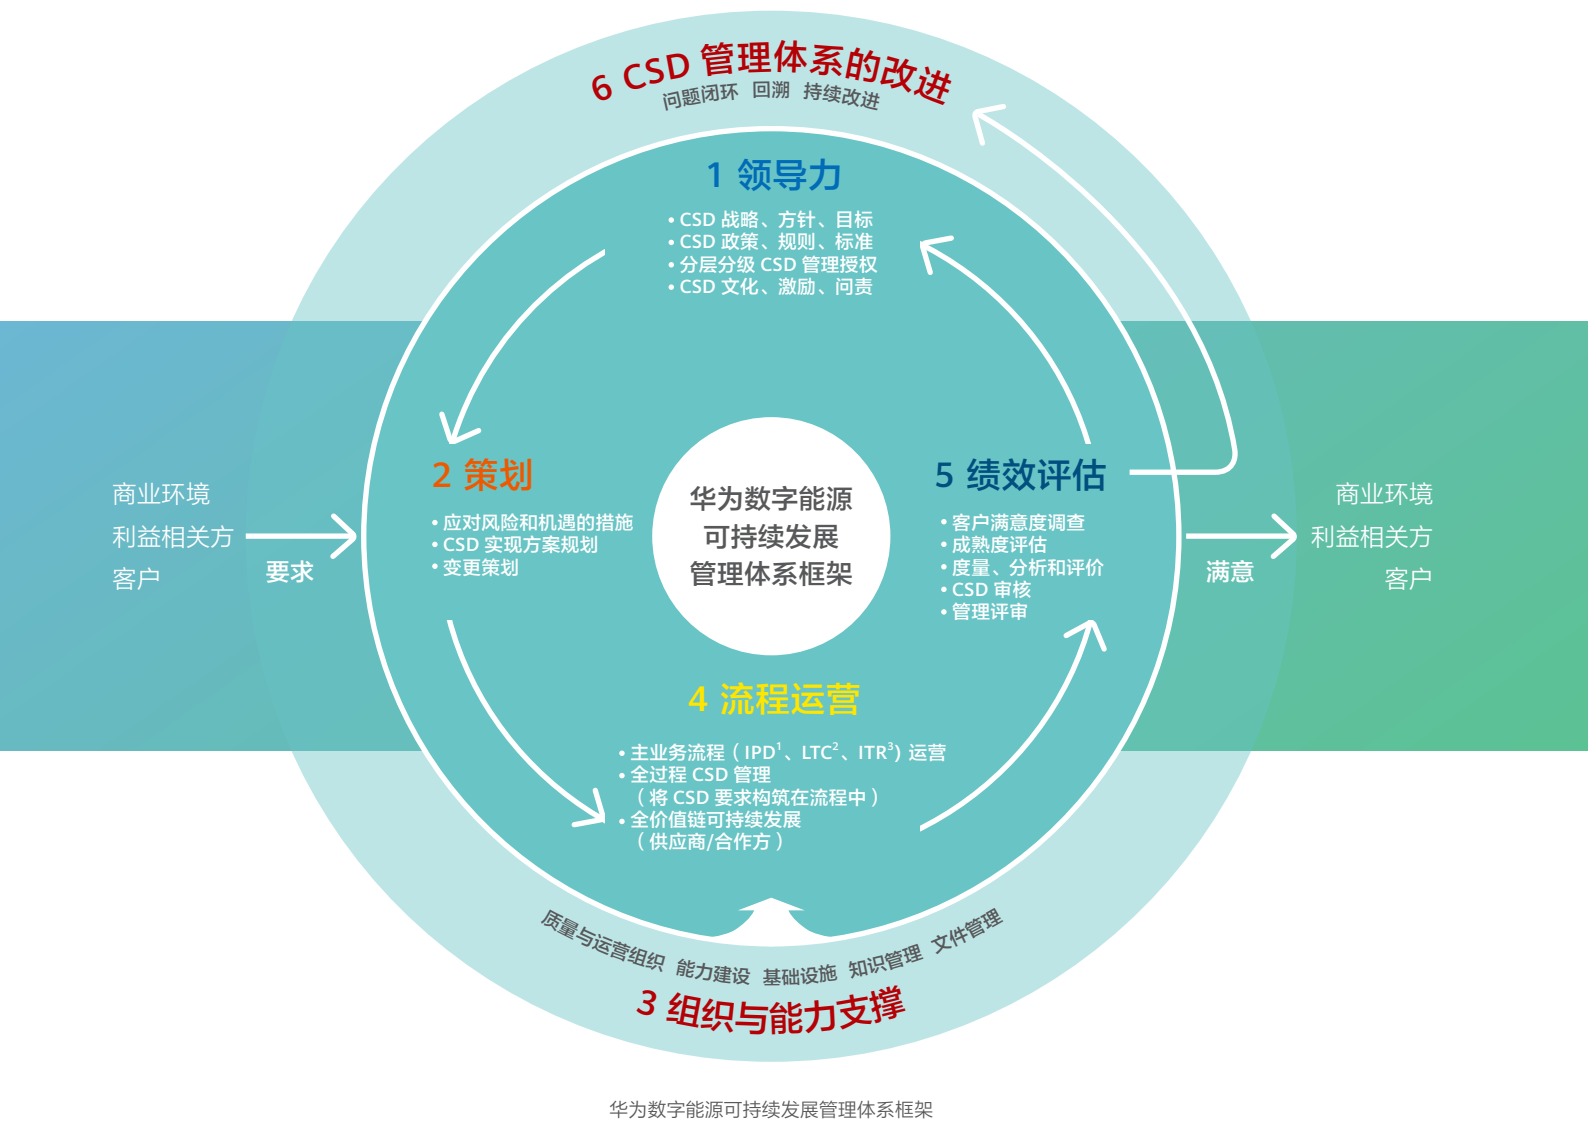 6 CSD 管理体系的改进
问题闭环 回溯 持续改进
1 领导力
• CSD 战略、方针、目标
• CSD 政策、规则、标准
• 分层分级 CSD 管理授权
• CSD 文化、激励、问责
商业环境
利益相关方
客户
要求
2 策划
• 应对风险和机遇的措施
• CSD 实现方案规划
• 变更策划
华为数字能源
可持续发展
管理体系框架
5 绩效评估
• 客户满意度调查
• 成熟度评估
• 度量、分析和评价
• CSD 审核
• 管理评审
满意
商业环境
利益相关方
客户
4 流程运营
• 主业务流程（IPD¹、LTC²、ITR³）运营
• 全过程 CSD 管理
（将 CSD 要求构筑在流程中）
• 全价值链可持续发展
（供应商/合作方）
质量与运营组织 能力建设 基础设施 知识管理 文件管理
3 组织与能力支撑
华为数字能源可持续发展管理体系框架